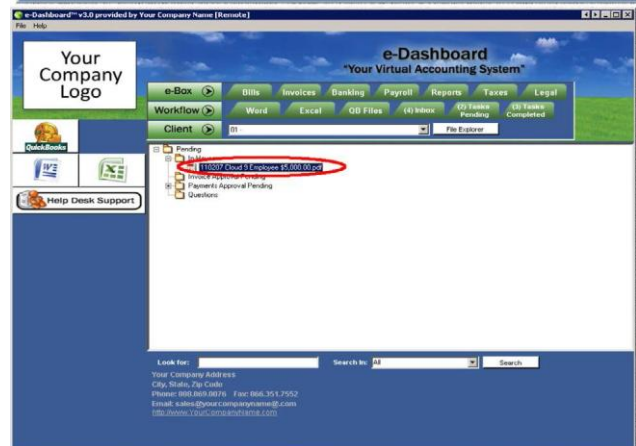 e-Dashboard™ v3.0 provided by Your Company Name [Remote]
File Help
Your
Company
Logo
e-Dashboard
"Your Virtual Accounting System"
e-Box
Bills Invoices Banking Payroll Reports Taxes Legal
Workflow
Word Excel QB Files (4) Inbox (2) Tasks Pending (3) Tasks Completed
Client
01 -
File Explorer
QuickBooks
Help Desk Support
Pending
110207 Cloud 9 Employee $5,000.00.pdf
Invoice Approval Pending
Payments Approval Pending
Questions
Look for: Search In: All Search
Your Company Address
City, State, Zip Code
Phone: 888.869.0076 Fax: 866.351.7552
Email: sales@yourcompanyname@.com
http://www.YourCompanyName.com